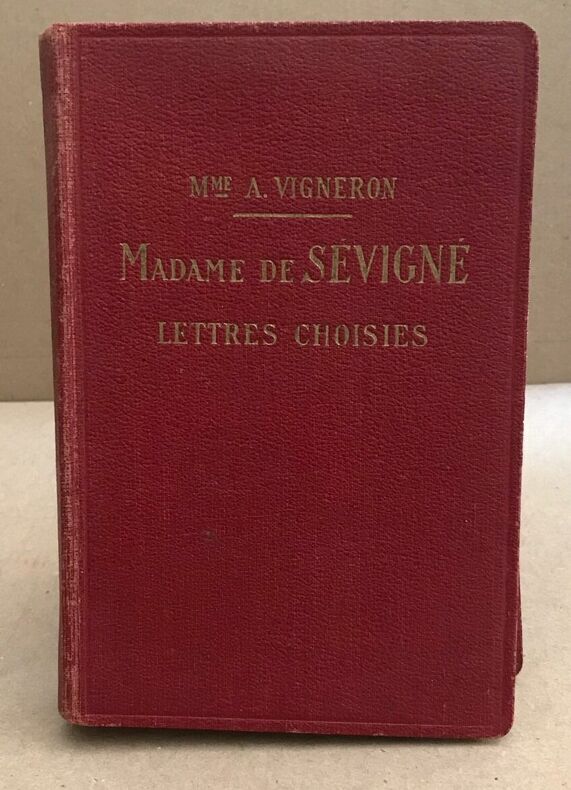 Mme A. VIGNERON
MADAME DE SÉVIGNÉ
LETTRES CHOISIES